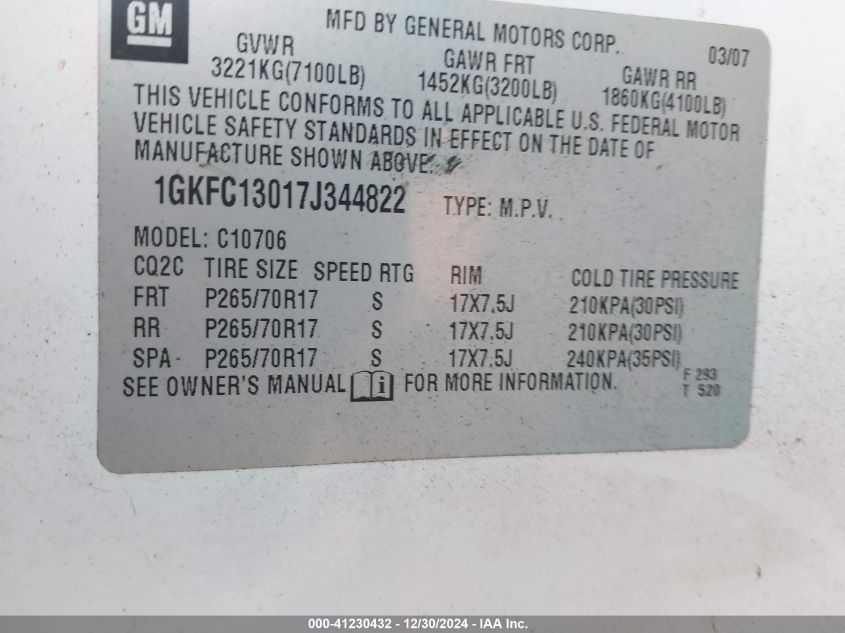 GM
MFD BY GENERAL MOTORS CORP. 03/07
GVWR GAWR FRT GAWR RR
3221KG(7100LB) 1452KG(3200LB) 1860KG(4100LB)
THIS VEHICLE CONFORMS TO ALL APPLICABLE U.S. FEDERAL MOTOR
VEHICLE SAFETY STANDARDS IN EFFECT ON THE DATE OF
MANUFACTURE SHOWN ABOVE.
1GKFC13017J344822 TYPE: M.P.V.
MODEL: C10706
CQ2C TIRE SIZE SPEED RTG RIM COLD TIRE PRESSURE
FRT P265/70R17 S 17X7.5J 210KPA(30PSI)
RR P265/70R17 S 17X7.5J 210KPA(30PSI)
SPA P265/70R17 S 17X7.5J 240KPA(35PSI)
SEE OWNER'S MANUAL i FOR MORE INFORMATION. F 293
T 520
000-41230432 - 12/30/2024 - IAA Inc.